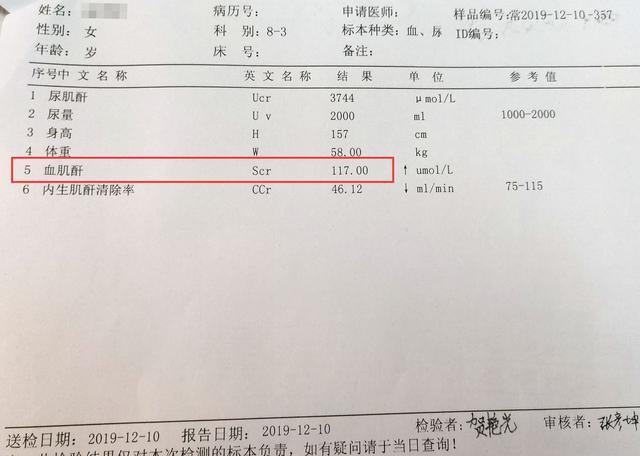 姓名: 病历号: 申请医师: 样品编号:常2019-12-10-357
性别: 女 科 别: 8-3 标本种类: 血、尿 ID编号:
年龄: 岁 床 号: 备注:
序号 中 文 名 称 英 文 名 称 结 果 单 位 参 考 值
1 尿肌酐 Ucr 3744 μmol/L
2 尿量 U v 2000 ml 1000-2000
3 身高 H 157 cm
4 体重 W 58.00 kg
5 血肌酐 Scr 117.00 ↑ umol/L
6 内生肌酐清除率 CCr 46.12 ↓ ml/min 75-115
检验者: 审核者:
送检日期: 2019-12-10 报告日期: 2019-12-10
检验结果仅对本次检测的标本负责, 如有疑问请于当日查询!